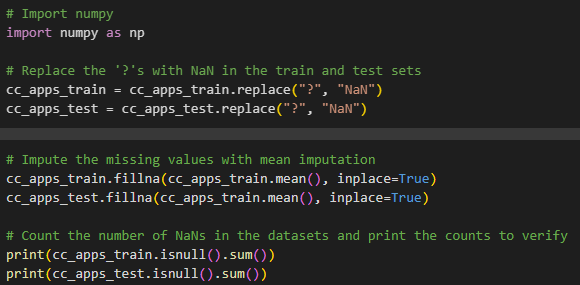 # Import numpy
import numpy as np
# Replace the '?'s with NaN in the train and test sets
cc_apps_train = cc_apps_train.replace("?", "NaN")
cc_apps_test = cc_apps_test.replace("?", "NaN")
# Impute the missing values with mean imputation
cc_apps_train.fillna(cc_apps_train.mean(), inplace=True)
cc_apps_test.fillna(cc_apps_train.mean(), inplace=True)
# Count the number of NaNs in the datasets and print the counts to verify
print(cc_apps_train.isnull().sum())
print(cc_apps_test.isnull().sum())